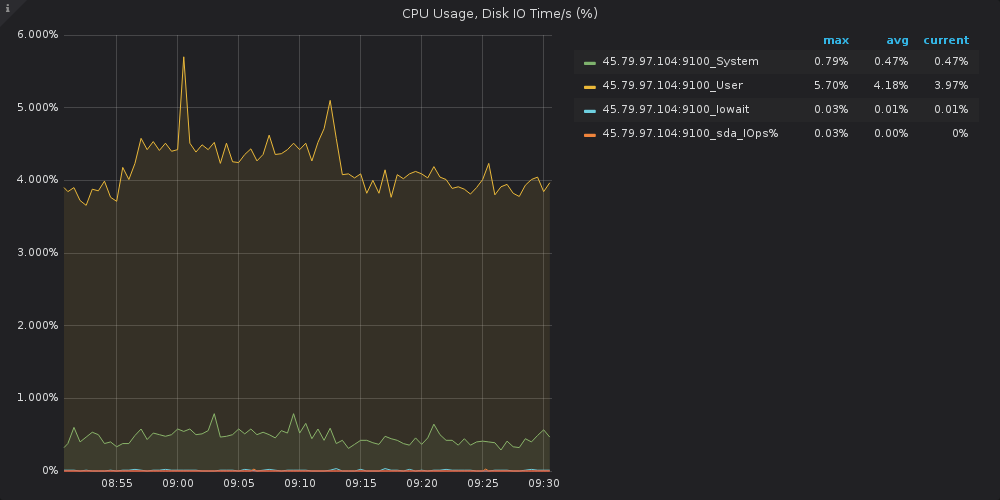 i
CPU Usage, Disk IO Time/s (%)
6.000%
5.000%
4.000%
3.000%
2.000%
1.000%
0%
08:55 09:00 09:05 09:10 09:15 09:20 09:25 09:30
max avg current
45.79.97.104:9100_System 0.79% 0.47% 0.47%
45.79.97.104:9100_User 5.70% 4.18% 3.97%
45.79.97.104:9100_Iowait 0.03% 0.01% 0.01%
45.79.97.104:9100_sda_IOps% 0.03% 0.00% 0%